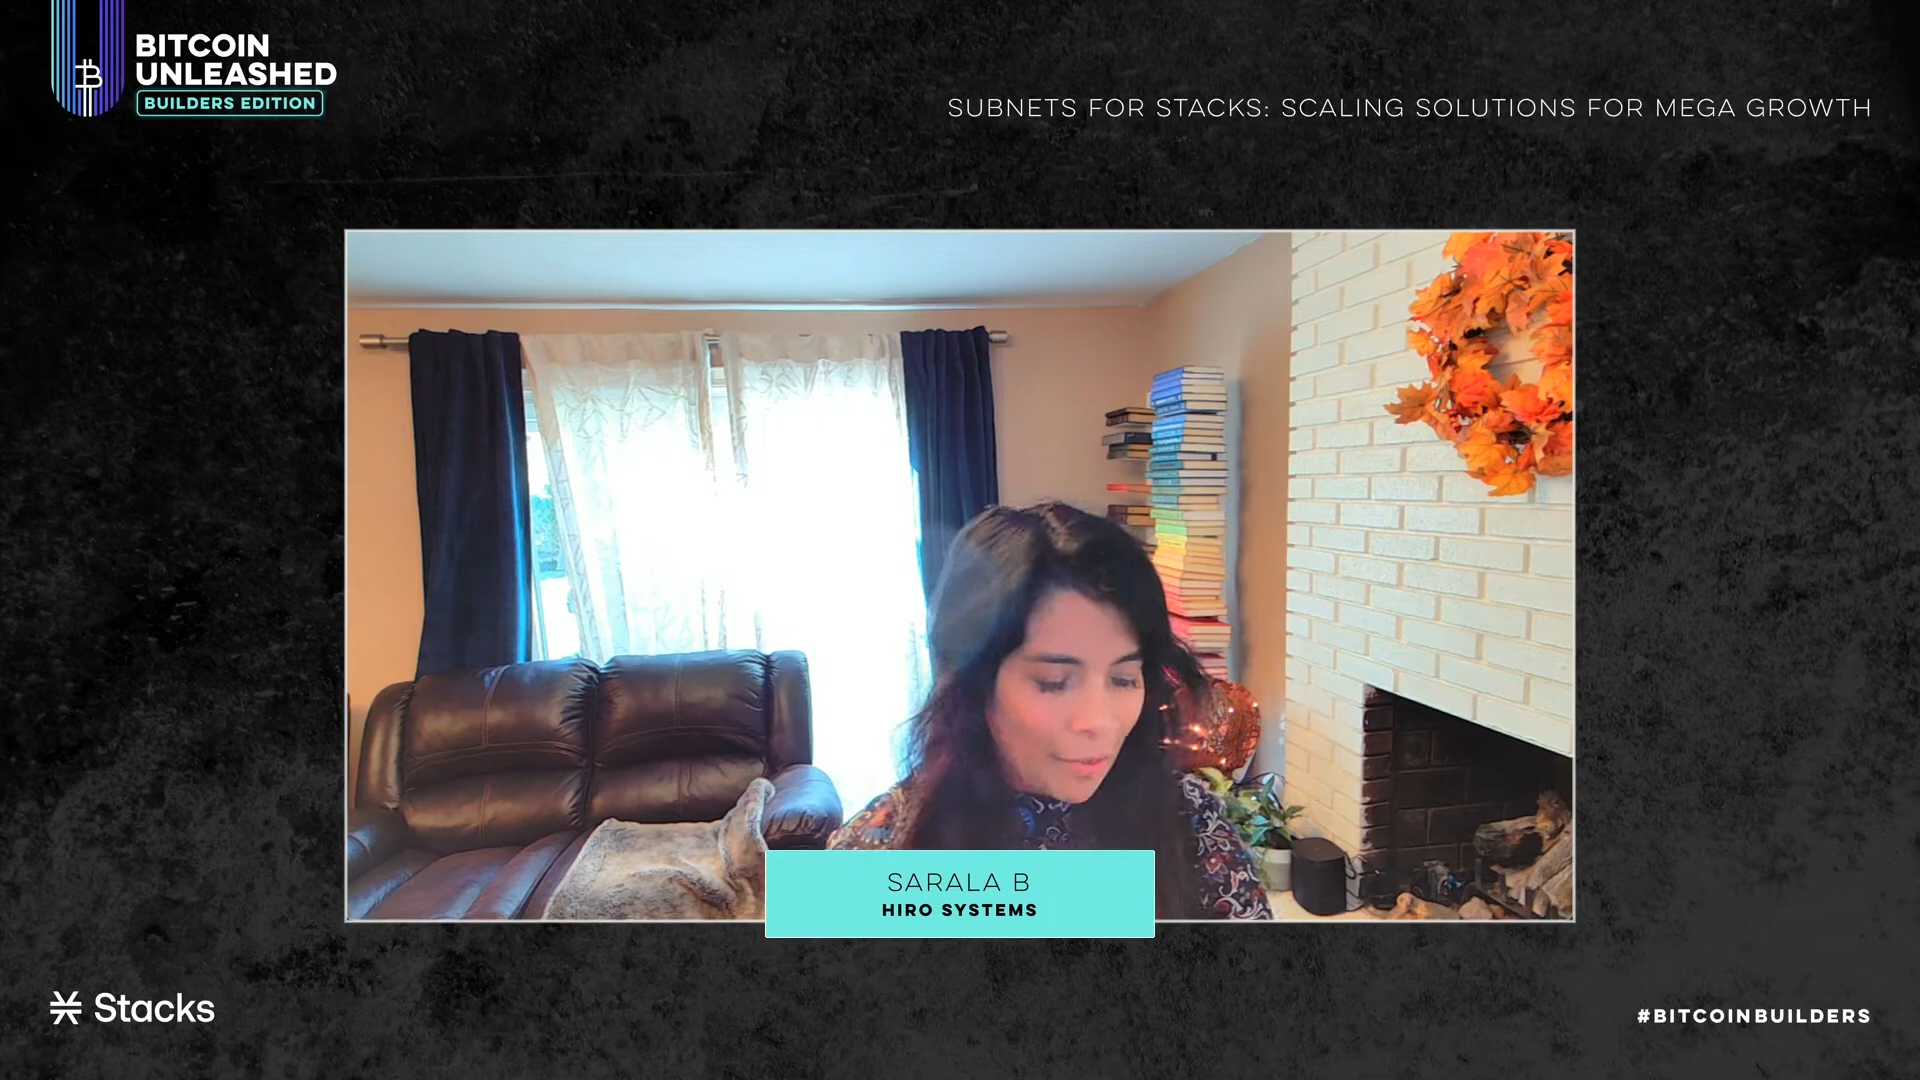 BITCOIN
UNLEASHED
BUILDERS EDITION
SUBNETS FOR STACKS: SCALING SOLUTIONS FOR MEGA GROWTH
SARALA B
HIRO SYSTEMS
Stacks
#BITCOINBUILDERS